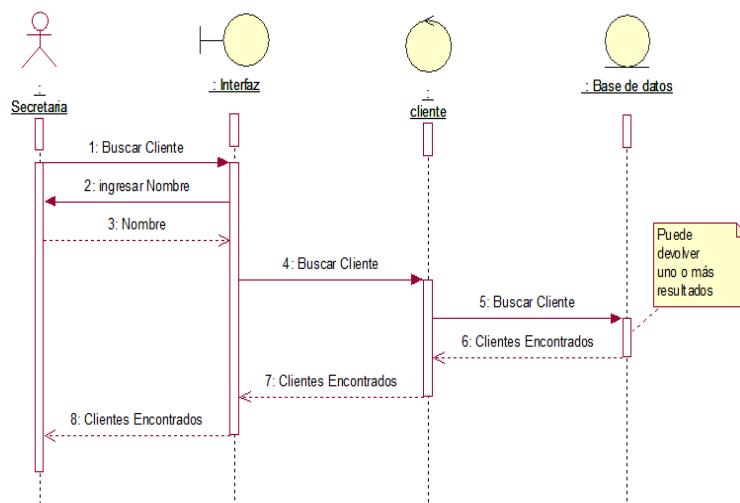 :
Secretaria
: Interfaz
:
cliente
: Base de datos
1: Buscar Cliente
2: ingresar Nombre
3: Nombre
4: Buscar Cliente
5: Buscar Cliente
Puede
devolver
uno o más
resultados
6: Clientes Encontrados
7: Clientes Encontrados
8: Clientes Encontrados